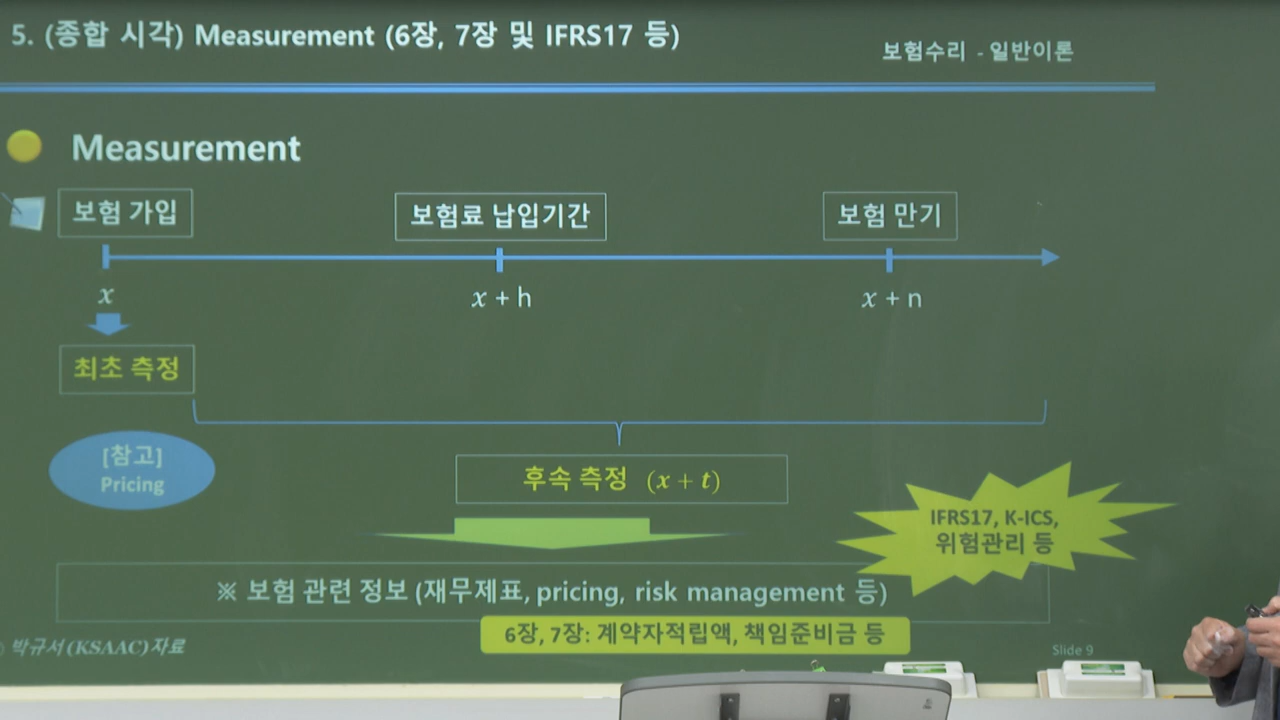 5. (종합 시각) Measurement (6장, 7장 및 IFRS17 등)
보험수리 - 일반이론
Measurement
보험 가입
보험료 납입기간
보험 만기
x
x + h
x + n
최초 측정
[참고]
Pricing
후속 측정 (x + t)
IFRS17, K-ICS,
위험관리 등
※ 보험 관련 정보 (재무제표, pricing, risk management 등)
6장, 7장: 계약자적립액, 책임준비금 등
박규서(KSAAC)자료
Slide 9